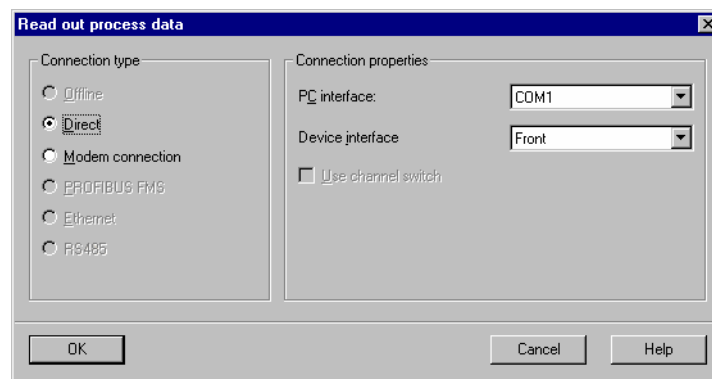 Read out process data
Connection type
Offline
Direct
Modem connection
PROFIBUS FMS
Ethernet
RS485
Connection properties
PC interface:
COM1
Device interface
Front
Use channel switch
OK
Cancel
Help